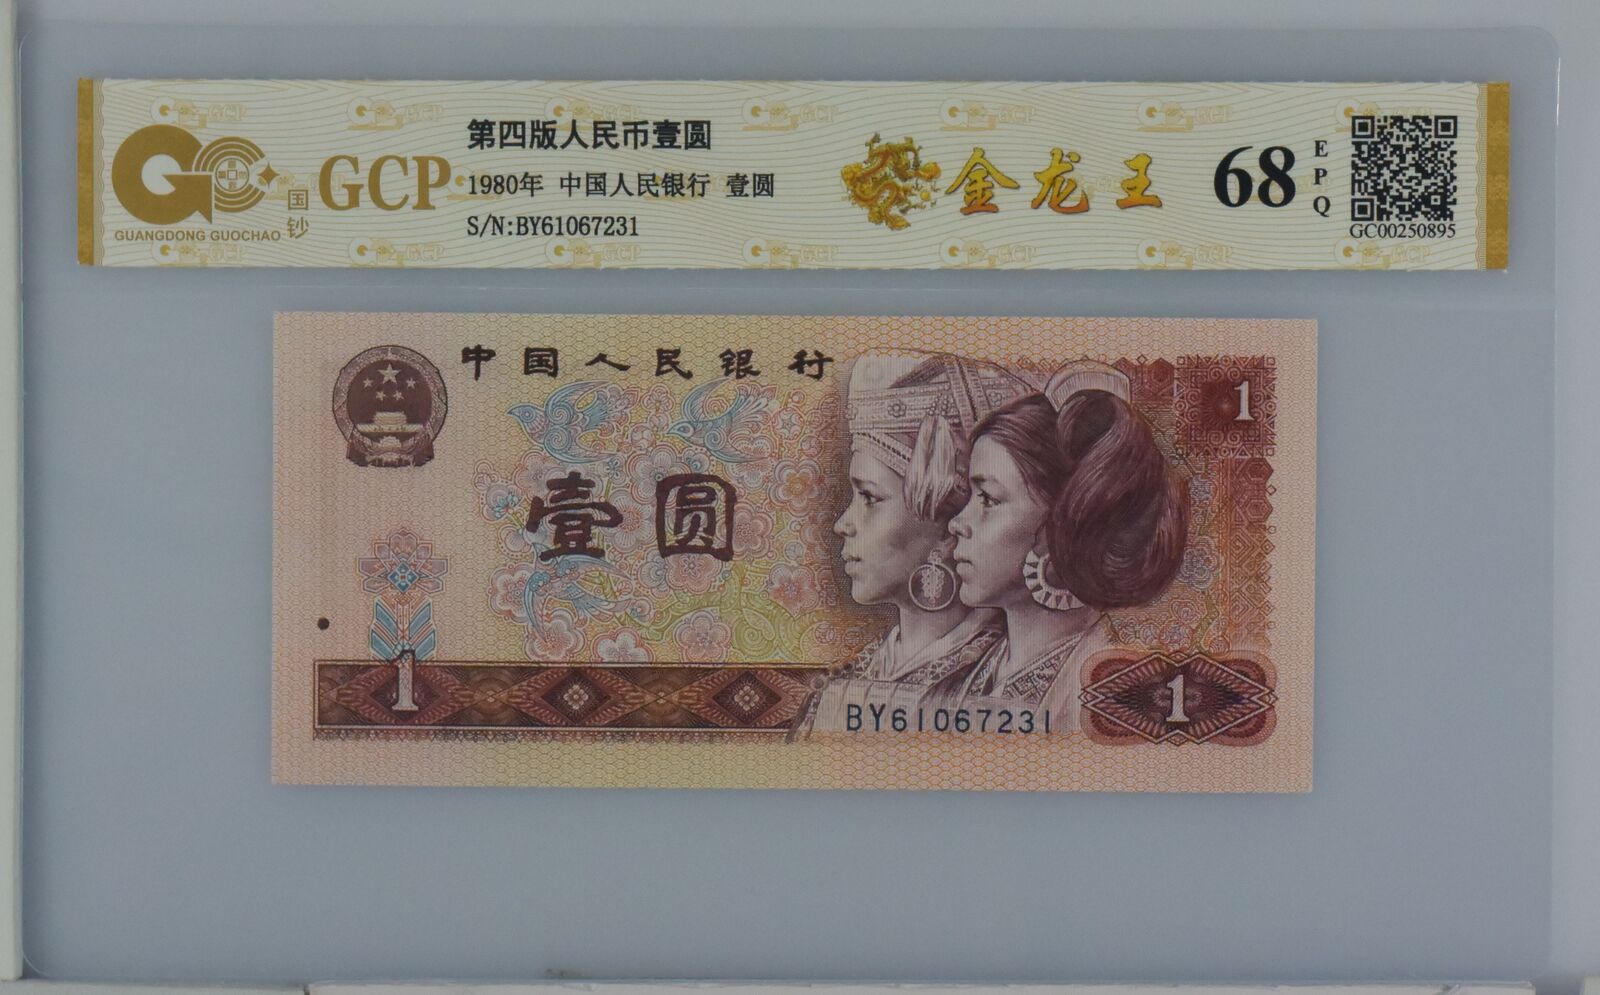 第四版人民币壹圆
1980年 中国人民银行 壹圆
S/N:BY61067231
GCP
国钞
GUANGDONG GUOCHAO
金龙王
68
EPQ
GC00250895
中国人民银行
壹圆
1
1
1
BY61067231